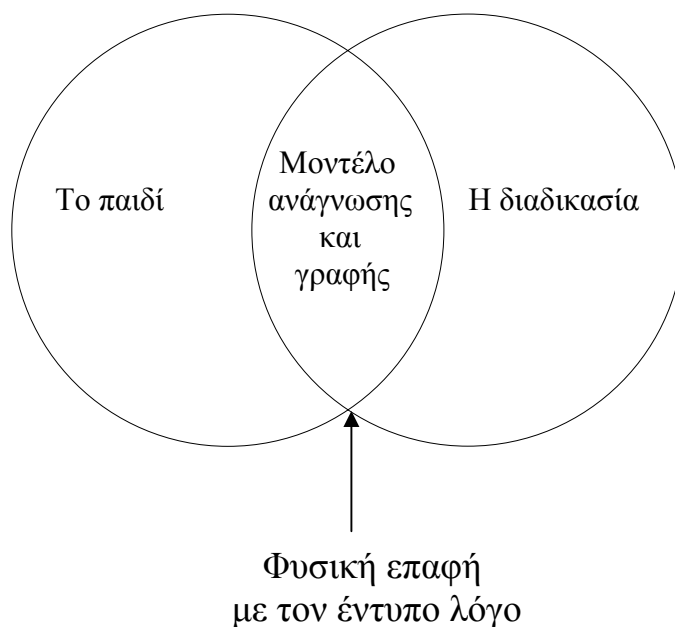 Το παιδί
Μοντέλο
ανάγνωσης
και
γραφής
Η διαδικασία
Φυσική επαφή
με τον έντυπο λόγο